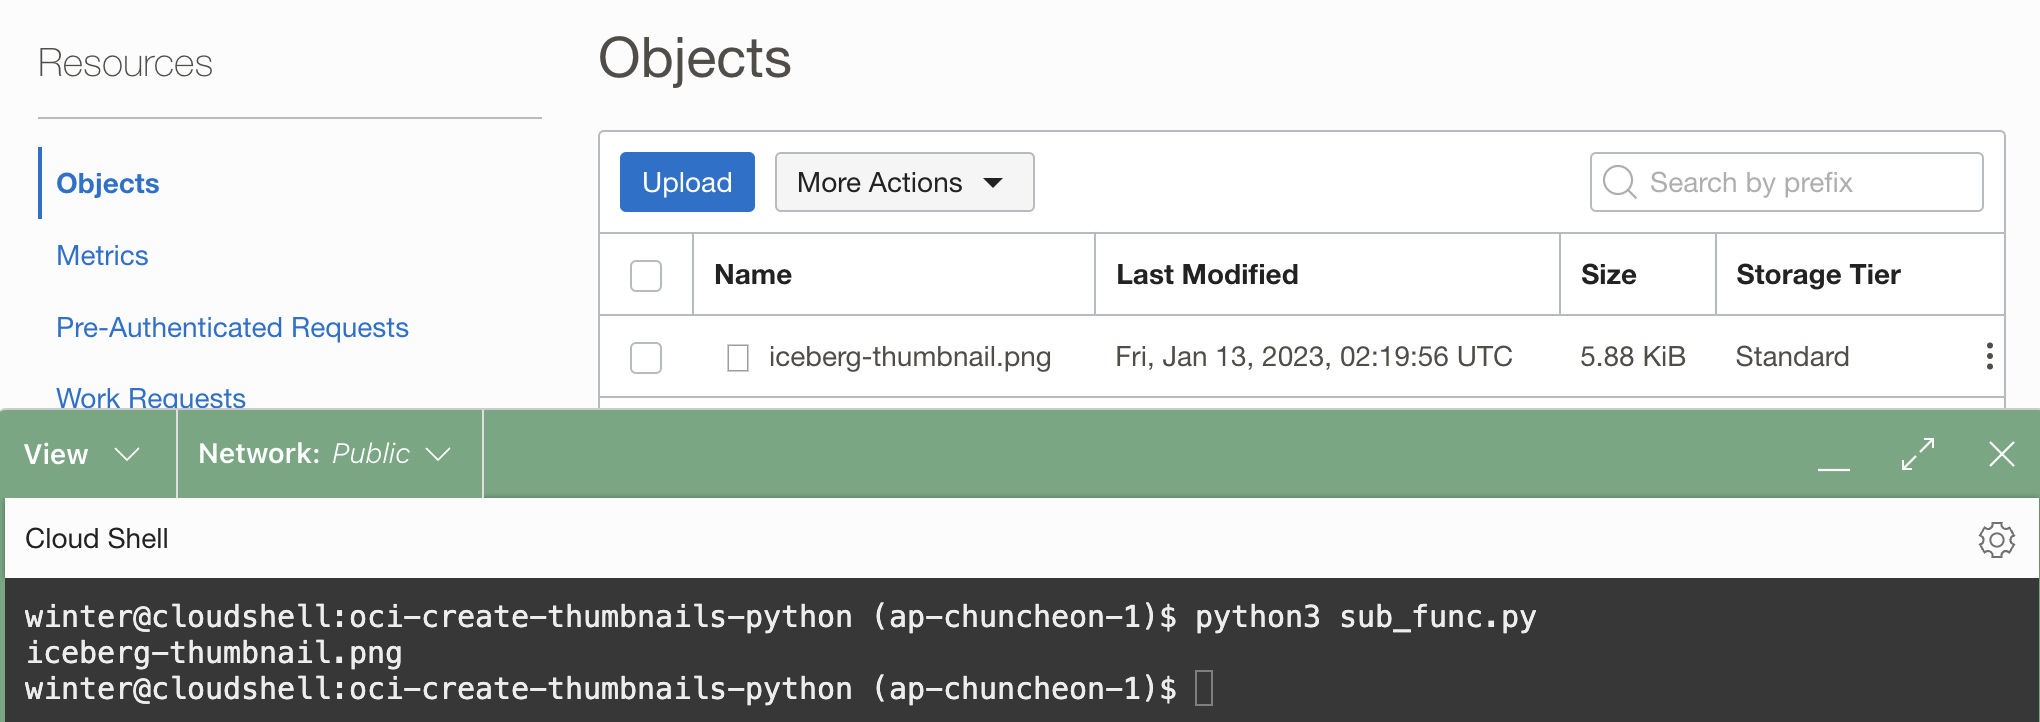 Resources
Objects
Metrics
Pre-Authenticated Requests
Work Requests
Objects
Upload
More Actions
Search by prefix
Name Last Modified Size Storage Tier
iceberg-thumbnail.png Fri, Jan 13, 2023, 02:19:56 UTC 5.88 KiB Standard
View Network: Public
Cloud Shell
winter@cloudshell:oci-create-thumbnails-python (ap-chuncheon-1)$ python3 sub_func.py
iceberg-thumbnail.png
winter@cloudshell:oci-create-thumbnails-python (ap-chuncheon-1)$